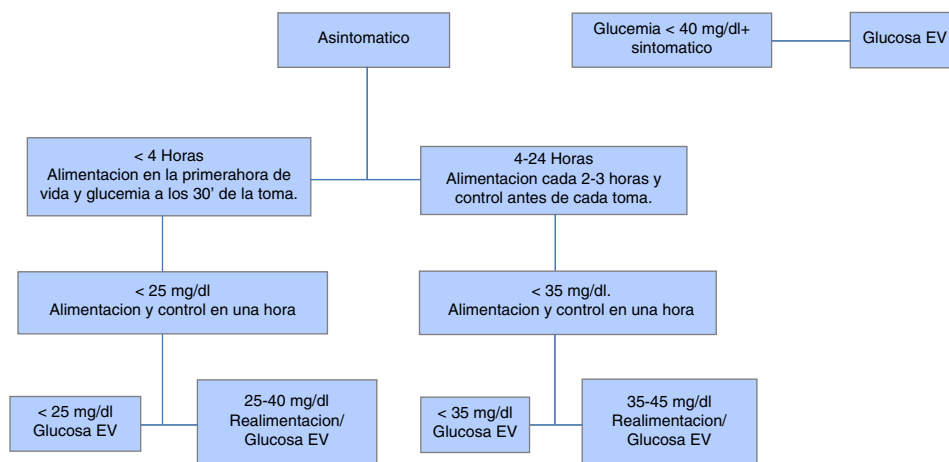 Asintomatico
Glucemia < 40 mg/dl+
sintomatico
Glucosa EV
< 4 Horas
Alimentacion en la primerahora de
vida y glucemia a los 30' de la toma.
4-24 Horas
Alimentacion cada 2-3 horas y
control antes de cada toma.
< 25 mg/dl
Alimentacion y control en una hora
< 35 mg/dl.
Alimentacion y control en una hora
< 25 mg/dl
Glucosa EV
25-40 mg/dl
Realimentacion/
Glucosa EV
< 35 mg/dl
Glucosa EV
35-45 mg/dl
Realimentacion/
Glucosa EV